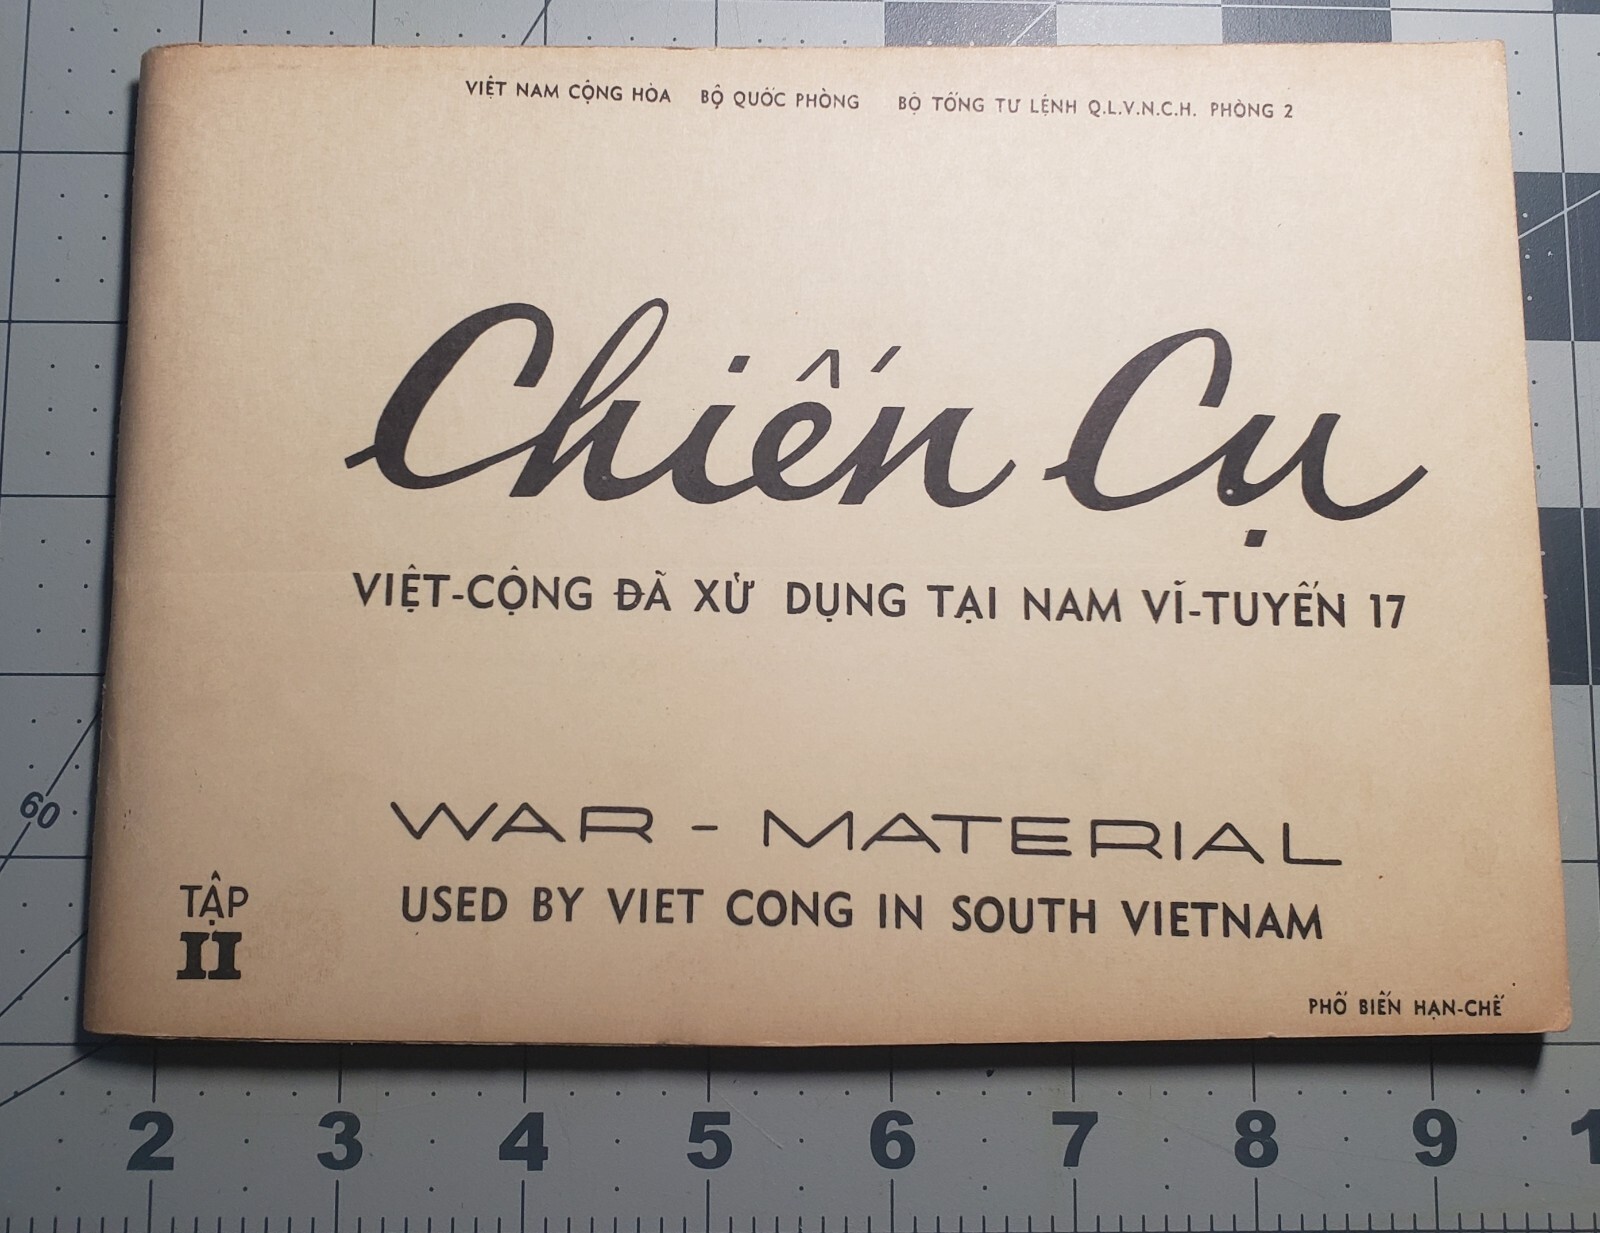 VIỆT NAM CỘNG HÒA BỘ QUỐC PHÒNG BỘ TỔNG TƯ LỆNH Q.L.V.N.C.H. PHÒNG 2
Chiến Cụ
VIỆT-CỘNG ĐÃ XỬ DỤNG TẠI NAM VĨ-TUYẾN 17
WAR - MATERIAL
USED BY VIET CONG IN SOUTH VIETNAM
TẬP
II
PHỔ BIẾN HẠN-CHẾ
60
2 3 4 5 6 7 8 9